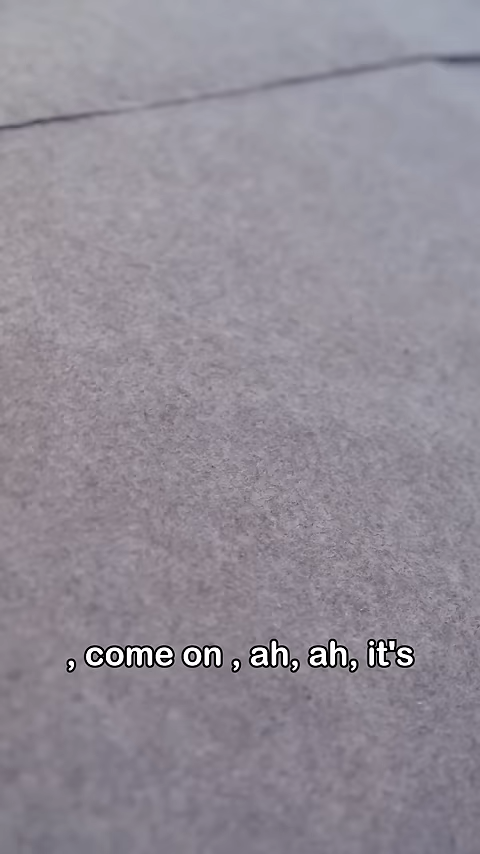 , come on , ah, ah, it's